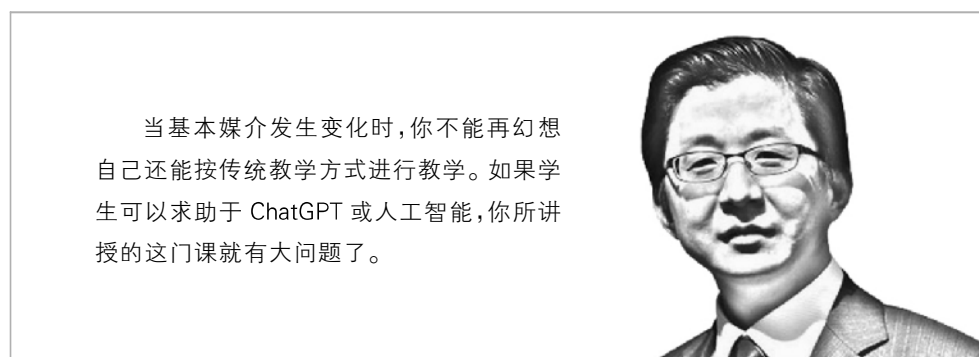 当基本媒介发生变化时,你不能再幻想
自己还能按传统教学方式进行教学。如果学
生可以求助于 ChatGPT 或人工智能,你所讲
授的这门课就有大问题了。